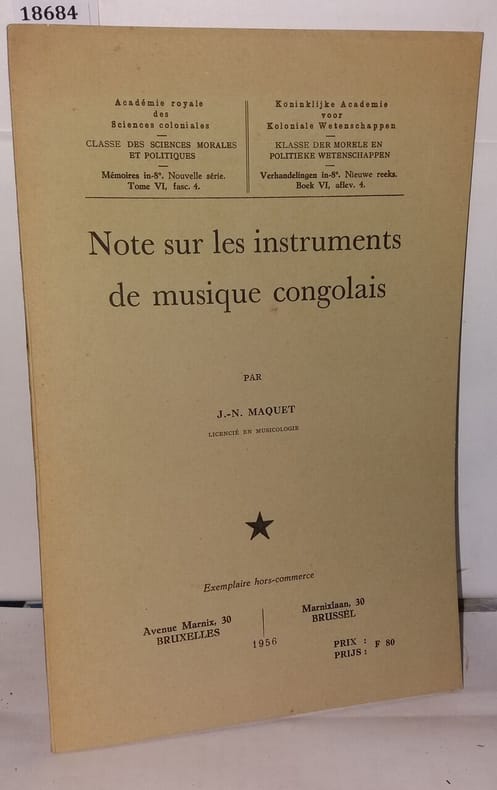 18684
Académie royale
des
Sciences coloniales
CLASSE DES SCIENCES MORALES
ET POLITIQUES
Mémoires in-8º. Nouvelle série.
Tome VI, fasc. 4.
Koninklijke Academie
voor
Koloniale Wetenschappen
KLASSE DER MORELE EN
POLITIEKE WETENSCHAPPEN
Verhandelingen in-8º. Nieuwe reeks.
Boek VI, aflev. 4.
Note sur les instruments
de musique congolais
PAR
J.-N. MAQUET
LICENCIÉ EN MUSICOLOGIE
Exemplaire hors-commerce
Avenue Marnix, 30
BRUXELLES
Marnixlaan, 30
BRUSSEL
1956
PRIX :
PRIJS :
F 80